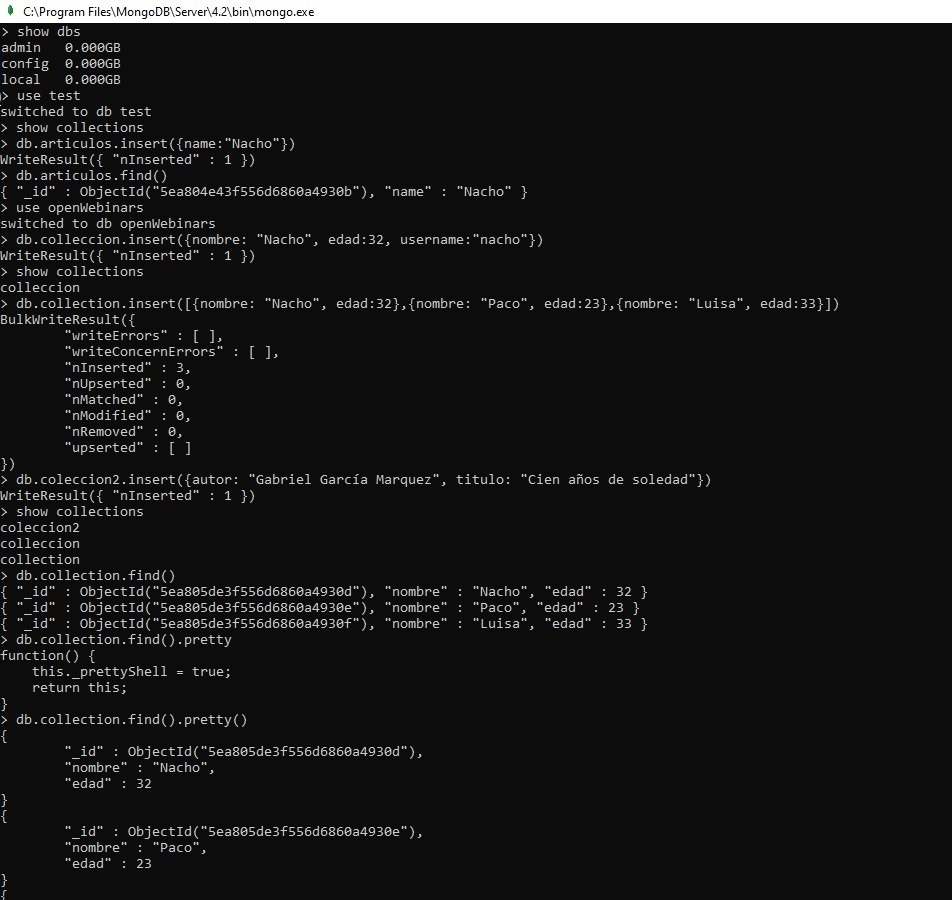 C:\Program Files\MongoDB\Server\4.2\bin\mongo.exe
> show dbs
admin   0.000GB
config  0.000GB
local   0.000GB
> use test
switched to db test
> show collections
> db.articulos.insert({name:"Nacho"})
WriteResult({ "nInserted" : 1 })
> db.articulos.find()
{ "_id" : ObjectId("5ea804e43f556d6860a4930b"), "name" : "Nacho" }
> use openWebinars
switched to db openWebinars
> db.colleccion.insert({nombre: "Nacho", edad:32, username:"nacho"})
WriteResult({ "nInserted" : 1 })
> show collections
colleccion
> db.collection.insert([{nombre: "Nacho", edad:32},{nombre: "Paco", edad:23},{nombre: "Luisa", edad:33}])
BulkWriteResult({
        "writeErrors" : [ ],
        "writeConcernErrors" : [ ],
        "nInserted" : 3,
        "nUpserted" : 0,
        "nMatched" : 0,
        "nModified" : 0,
        "nRemoved" : 0,
        "upserted" : [ ]
})
> db.coleccion2.insert({autor: "Gabriel García Marquez", titulo: "Cien años de soledad"})
WriteResult({ "nInserted" : 1 })
> show collections
coleccion2
colleccion
collection
> db.collection.find()
{ "_id" : ObjectId("5ea805de3f556d6860a4930d"), "nombre" : "Nacho", "edad" : 32 }
{ "_id" : ObjectId("5ea805de3f556d6860a4930e"), "nombre" : "Paco", "edad" : 23 }
{ "_id" : ObjectId("5ea805de3f556d6860a4930f"), "nombre" : "Luisa", "edad" : 33 }
> db.collection.find().pretty
function() {
    this._prettyShell = true;
    return this;
}
> db.collection.find().pretty()
{
        "_id" : ObjectId("5ea805de3f556d6860a4930d"),
        "nombre" : "Nacho",
        "edad" : 32
}
{
        "_id" : ObjectId("5ea805de3f556d6860a4930e"),
        "nombre" : "Paco",
        "edad" : 23
}
{